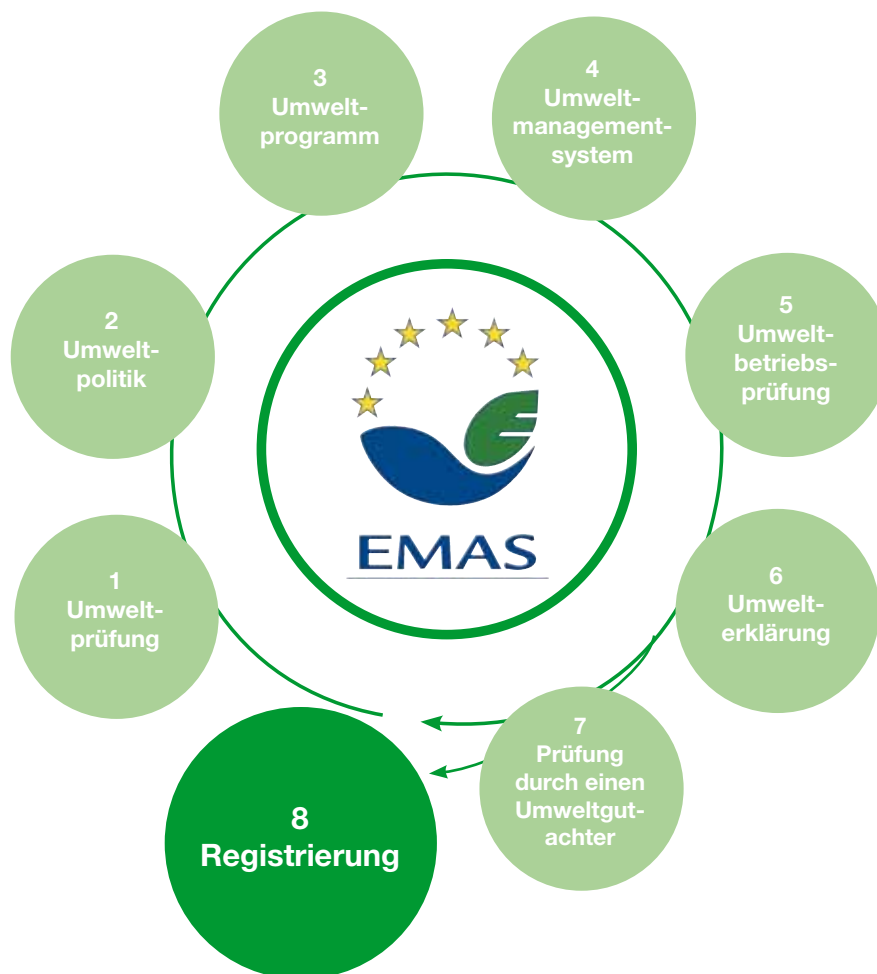 1
Umwelt-
prüfung
2
Umwelt-
politik
3
Umwelt-
programm
4
Umwelt-
management-
system
5
Umwelt-
betriebs-
prüfung
6
Umwelt-
erklärung
7
Prüfung
durch einen
Umweltgut-
achter
8
Registrierung
EMAS